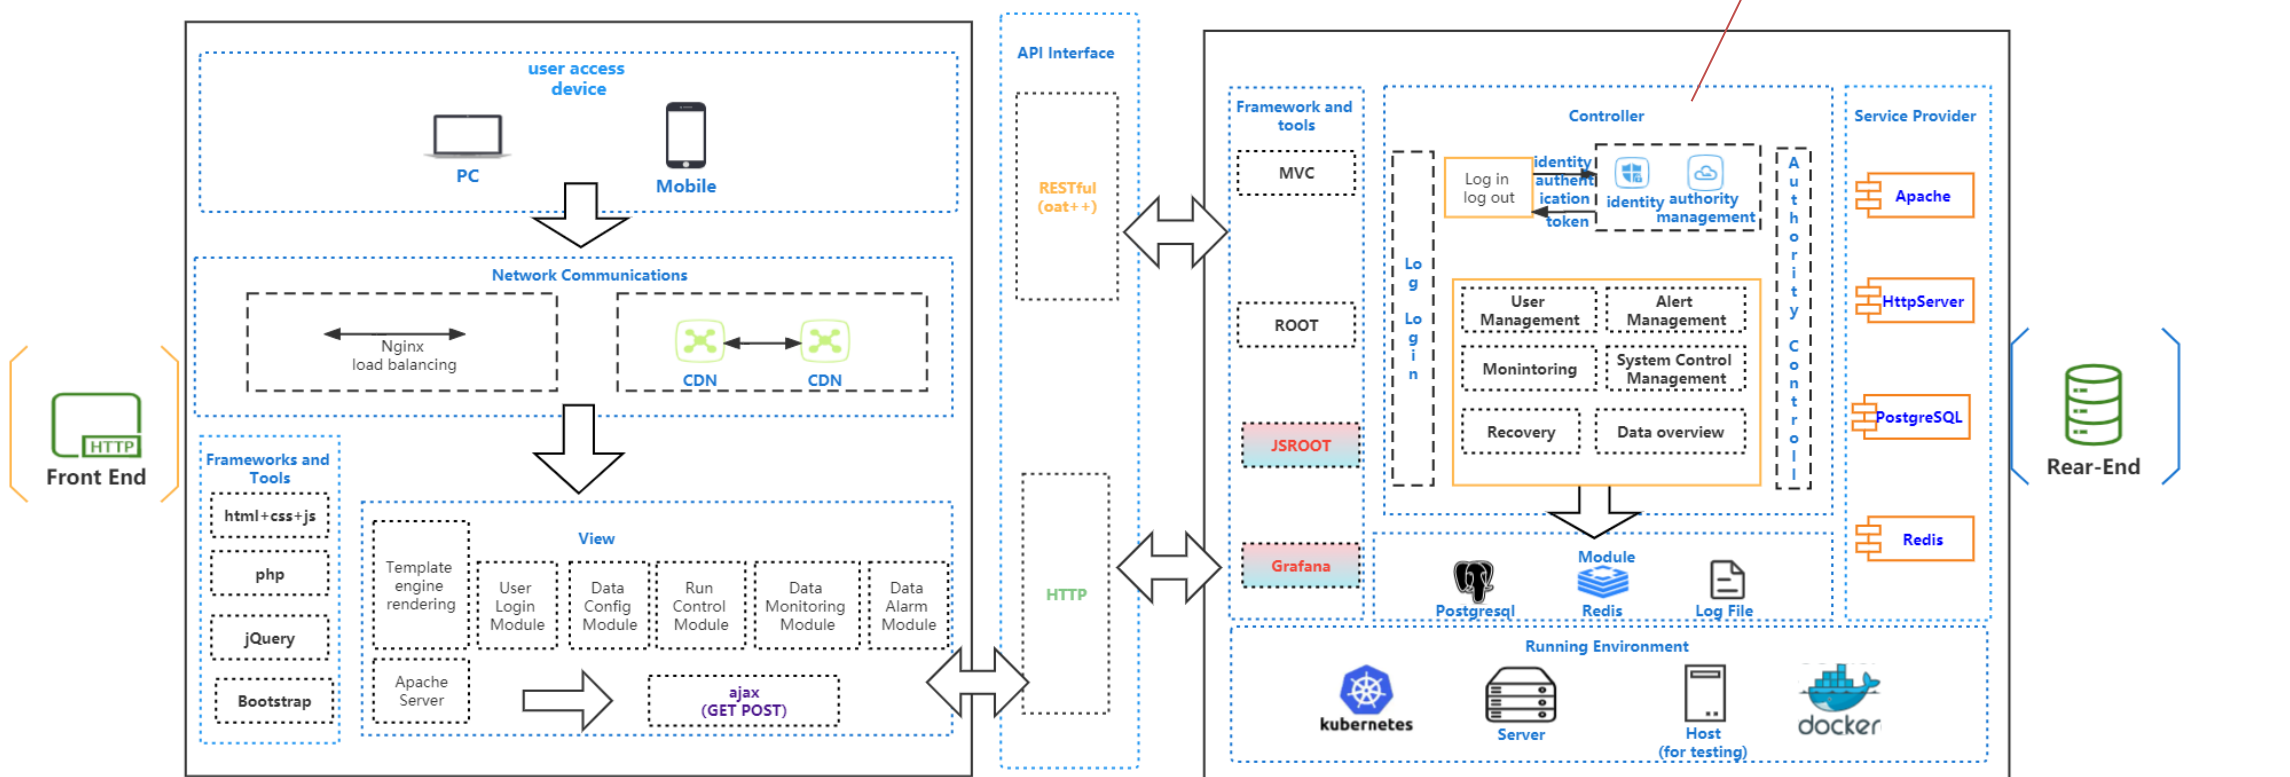 HTTP
Front End
user access
device
PC
Mobile
Network Communications
Nginx
load balancing
CDN
CDN
Frameworks and
Tools
html+css+js
php
jQuery
Bootstrap
View
Template
engine
rendering
User
Login
Module
Data
Config
Module
Run
Control
Module
Data
Monitoring
Module
Data
Alarm
Module
Apache
Server
ajax
(GET POST)
API Interface
RESTful
(oat++)
HTTP
Framework and
tools
MVC
ROOT
JSROOT
Grafana
Controller
Lo
g
Lo
gi
n
Log in
log out
identity
authent
ication
token
identity
authority
management
User
Management
Alert
Management
Monintoring
System Control
Management
Recovery
Data overview
A
u
t
h
o
r
i
t
y
C
o
n
t
r
o
l
l
Module
Postgresql
Redis
Log File
Service Provider
Apache
HttpServer
PostgreSQL
Redis
Running Environment
kubernetes
Server
Host
(for testing)
docker
Rear-End